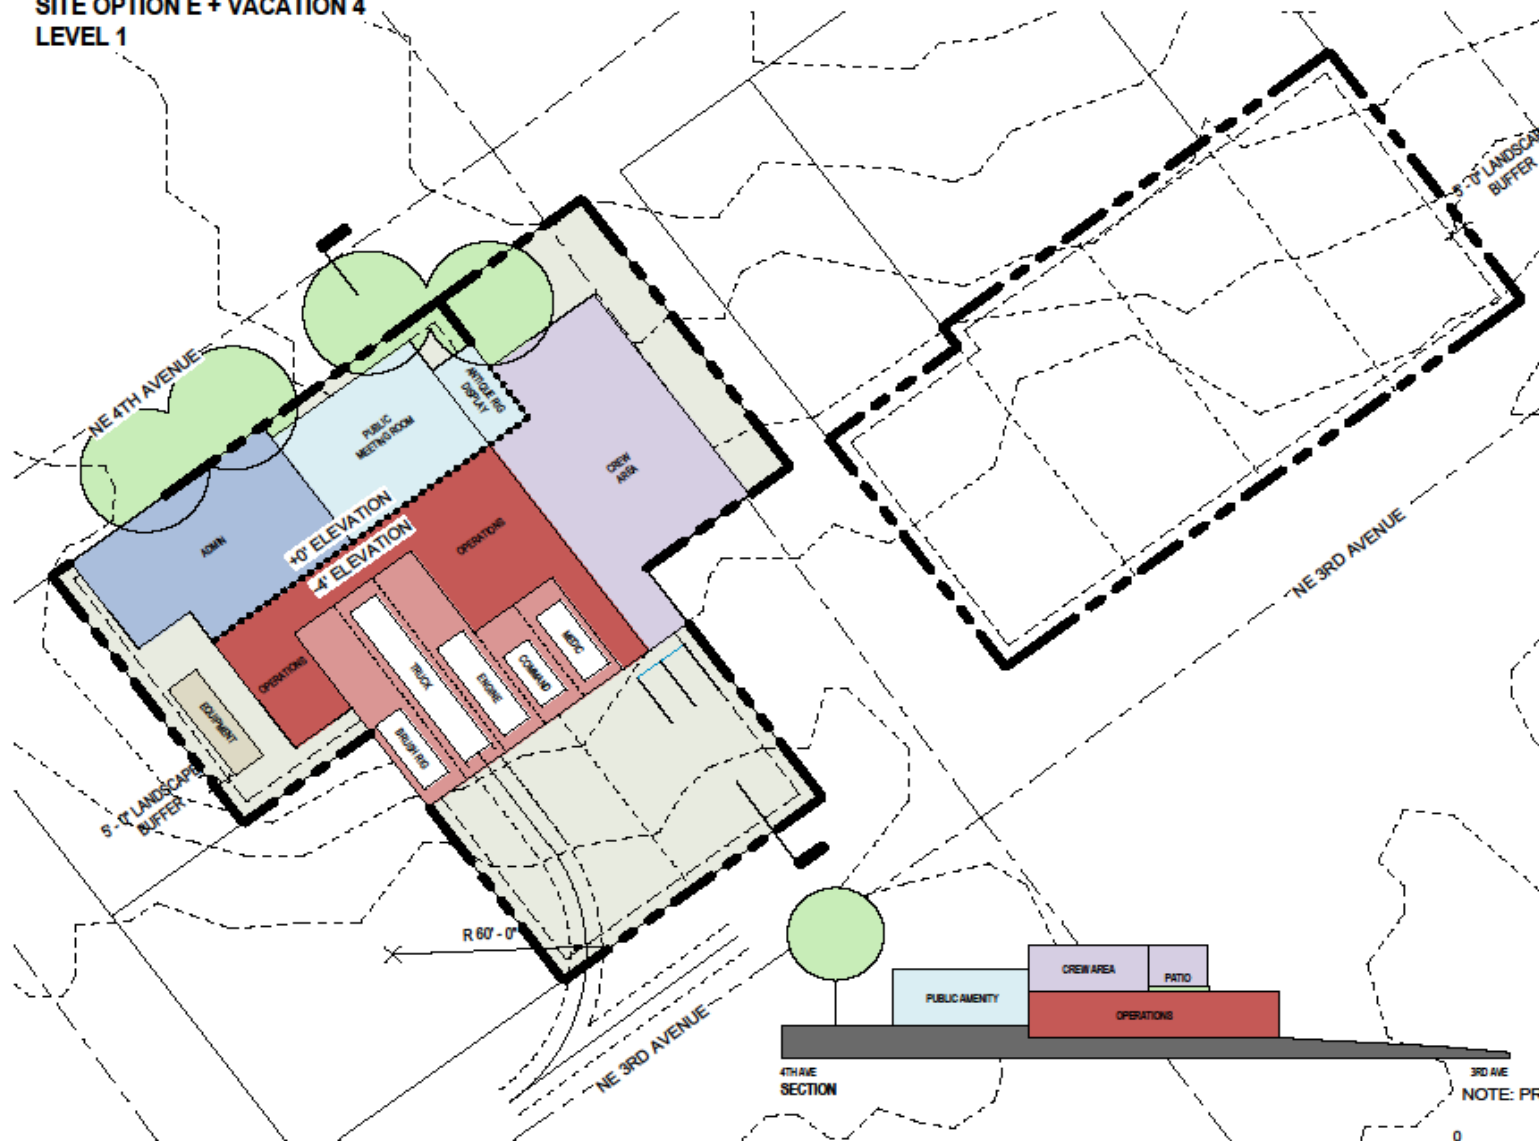 SITE OPTION E + VACATION 4
LEVEL 1
5' - 0" LANDSCAPE
BUFFER
NE 4TH AVENUE
ANTIQUE RIG
DISPLAY
PUBLIC
MEETING ROOM
CREW
AREA
ADMIN
+0' ELEVATION
-4' ELEVATION
OPERATIONS
NE 3RD AVENUE
OPERATIONS
TRUCK
ENGINE
COMMAND
MEDIC
EQUIPMENT
BRUSH RIG
5' - 0" LANDSCAPE
BUFFER
R 60' - 0"
NE 3RD AVENUE
CREW AREA
PATIO
PUBLIC AMENITY
OPERATIONS
4TH AVE
SECTION
3RD AVE
NOTE: PR
0